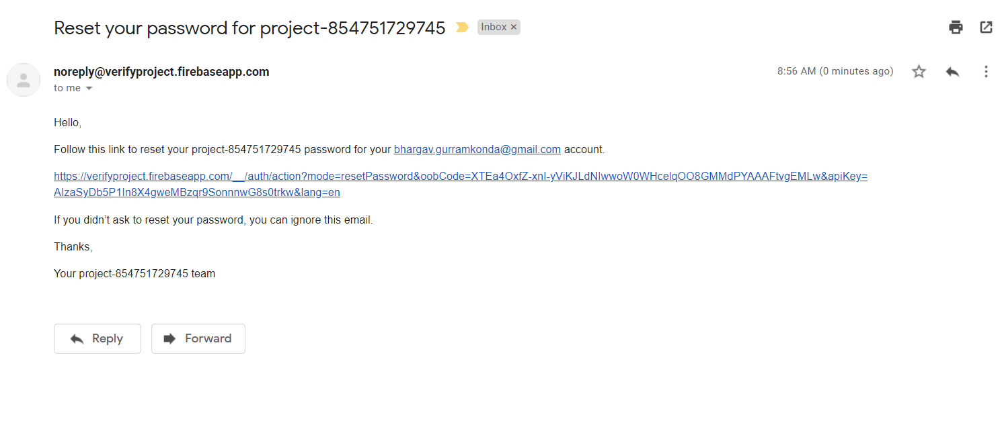 Reset your password for project-854751729745 Inbox ×
noreply@verifyproject.firebaseapp.com 8:56 AM (0 minutes ago)
to me
Hello,
Follow this link to reset your project-854751729745 password for your bhargav.gurramkonda@gmail.com account.
https://verifyproject.firebaseapp.com/__/auth/action?mode=resetPassword&oobCode=XTEa4OxfZ-xnI-yViKJLdNIwwoW0WHcelqOO8GMMdPYAAAFtvgEMLw&apiKey=
AIzaSyDb5P1In8X4gweMBzqr9SonnnwG8s0trkw&lang=en
If you didn’t ask to reset your password, you can ignore this email.
Thanks,
Your project-854751729745 team
Reply Forward